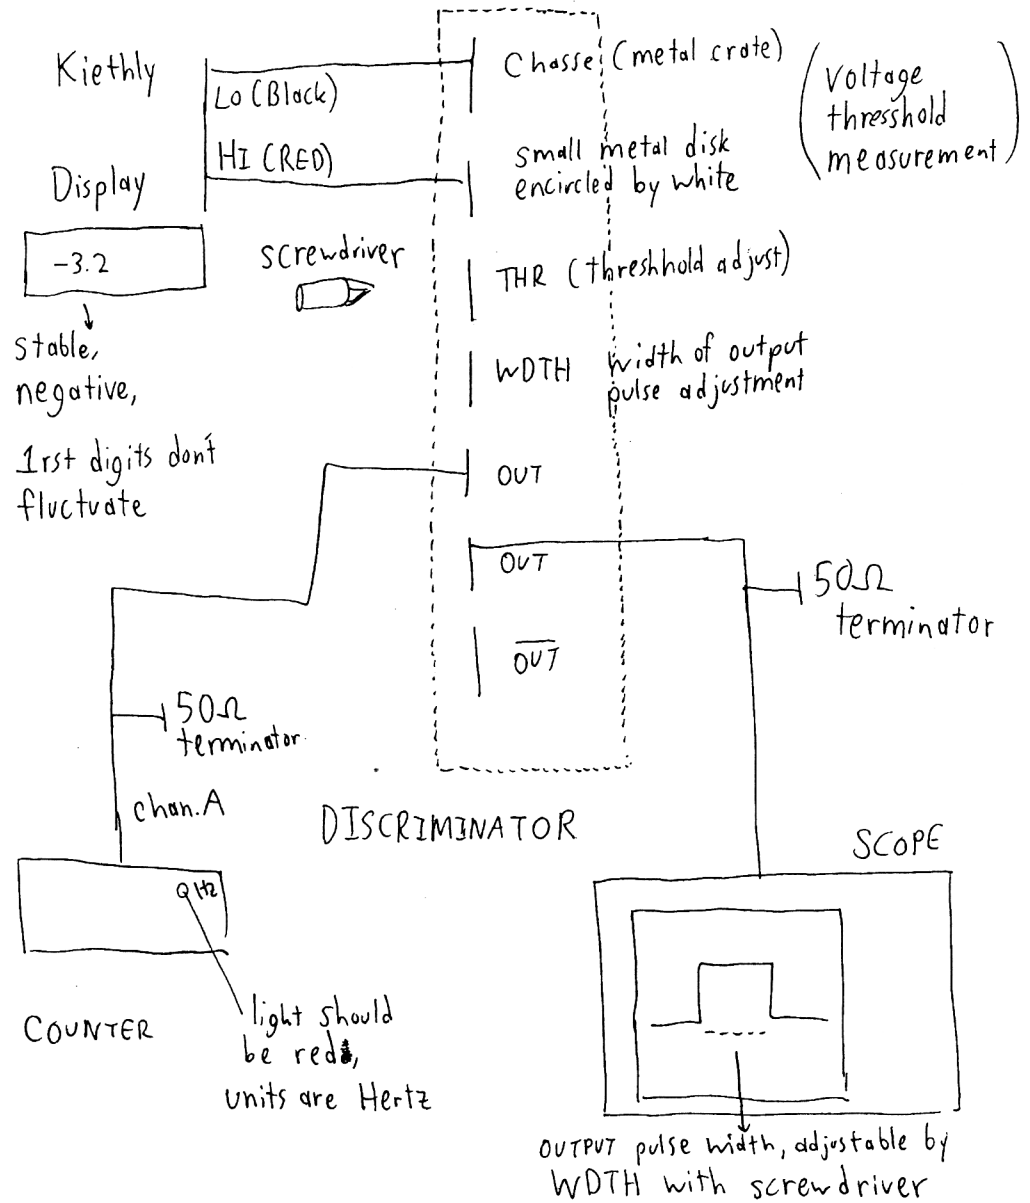 Kiethly
Display
-3.2
stable,
negative,
1rst digits don't
fluctuate
Lo (Black)
HI (RED)
screwdriver
Chasse (metal crate)
small metal disk
encircled by white
(voltage
thresshold
measurement)
THR (threshhold adjust)
WDTH width of output
pulse adjustment
OUT
OUT
O̅U̅T̅
50Ω
terminator
50Ω
terminator.
chan. A
DISCRIMINATOR
Hz
COUNTER
light should
be red,
units are Hertz
SCOPE
OUTPUT pulse width, adjustable by
WDTH with screwdriver